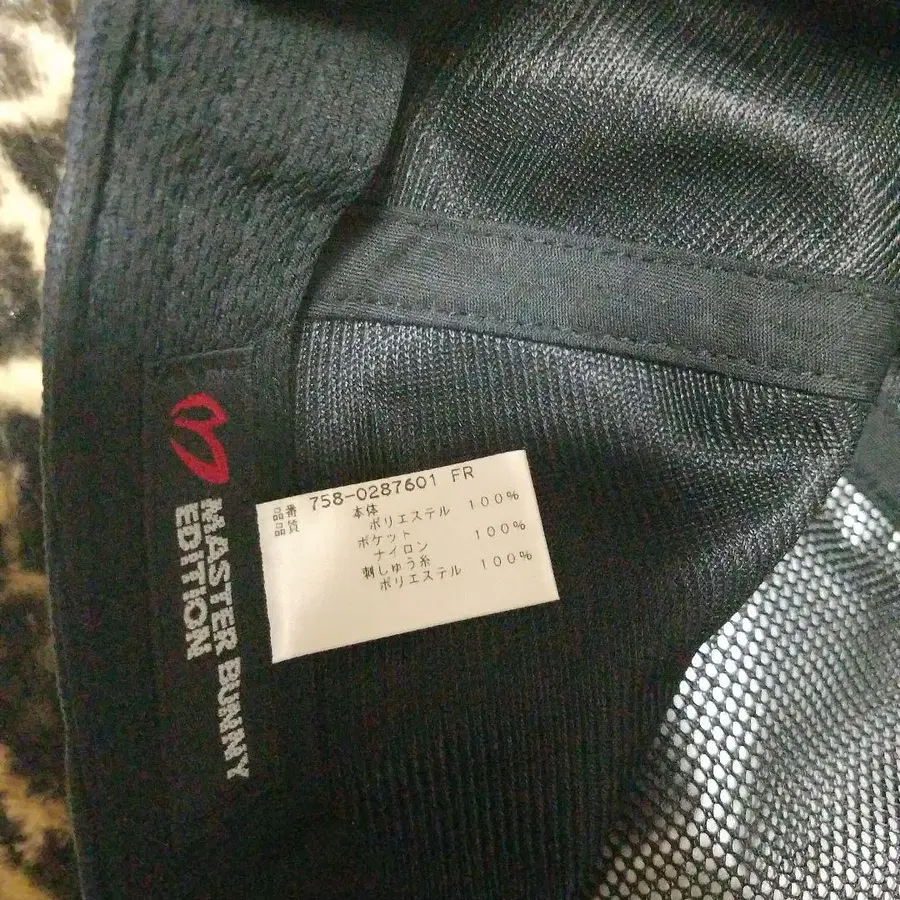 MASTER BUNNY
EDITION
品番 758-0287601 FR
品質 本体
ポリエステル 100%
ポケット
ナイロン 100%
刺しゅう糸
ポリエステル 100%